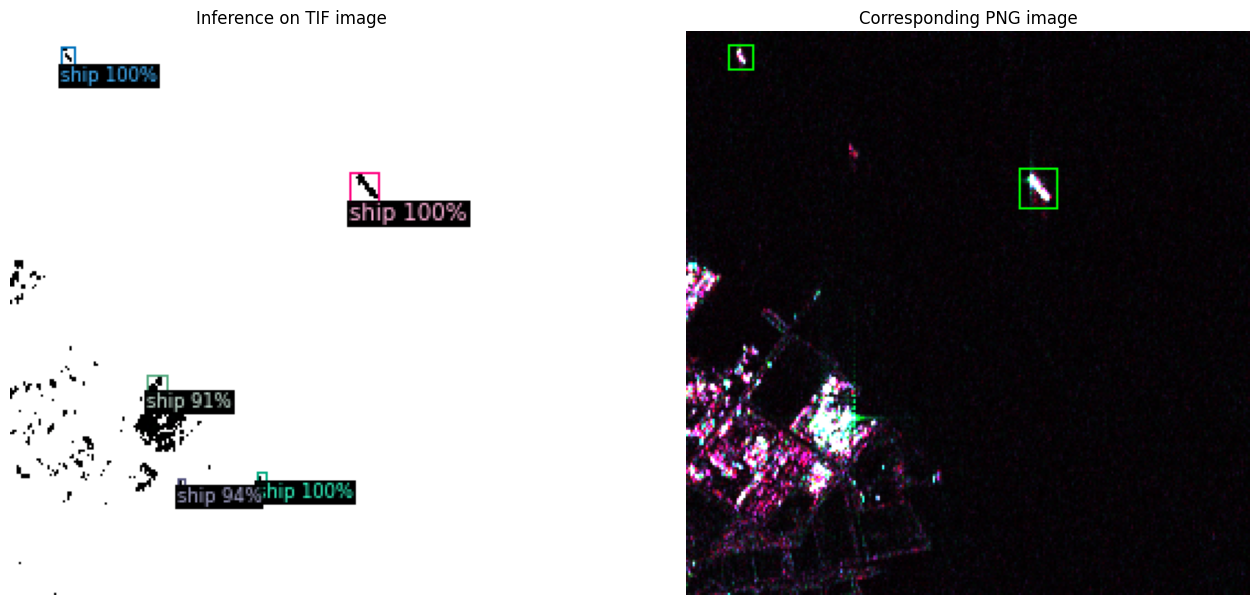 Inference on TIF image
Corresponding PNG image
ship 100%
ship 100%
ship 91%
ship 94%
ship 100%